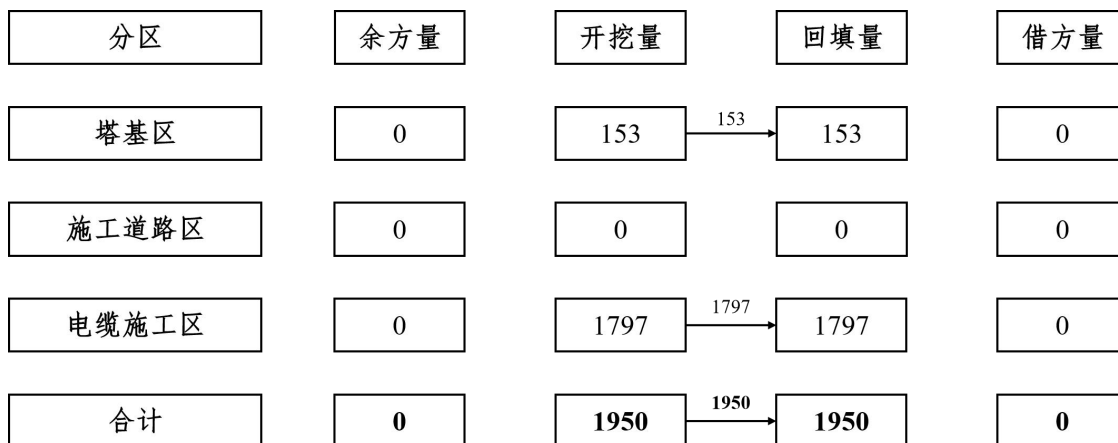 分区 余方量 开挖量 回填量 借方量
塔基区 0 153 153 153 0
施工道路区 0 0 0 0
电缆施工区 0 1797 1797 1797 0
合计 0 1950 1950 1950 0